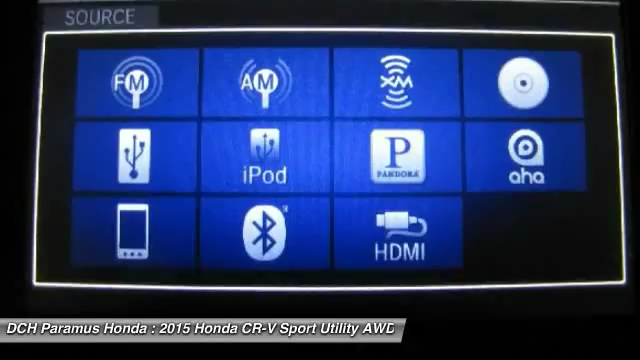 SOURCE
FM
AM
XM
iPod
P
PANDORA
aha
HDMI
DCH Paramus Honda : 2015 Honda CR-V Sport Utility AWD